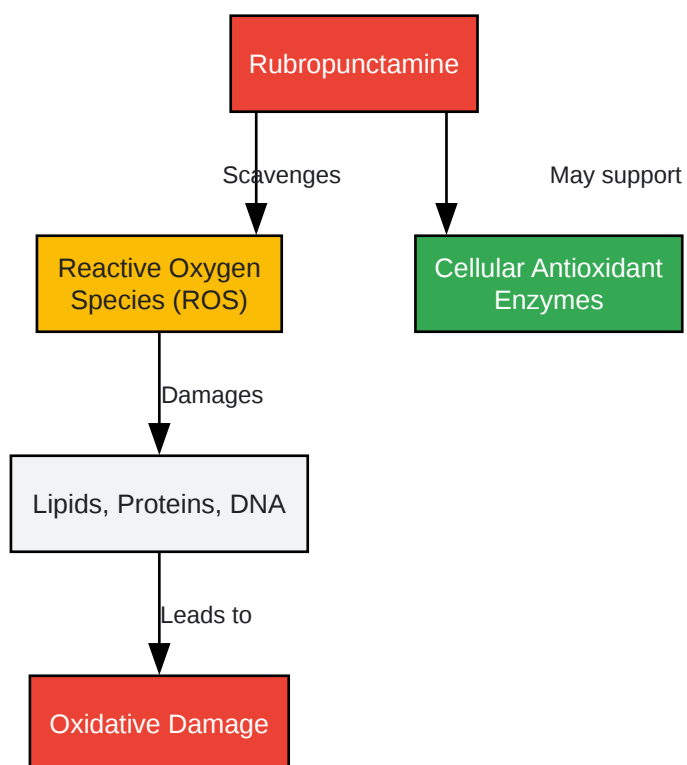 Rubropunctamine
Scavenges
May support
Reactive Oxygen
Species (ROS)
Cellular Antioxidant
Enzymes
Damages
Lipids, Proteins, DNA
Leads to
Oxidative Damage